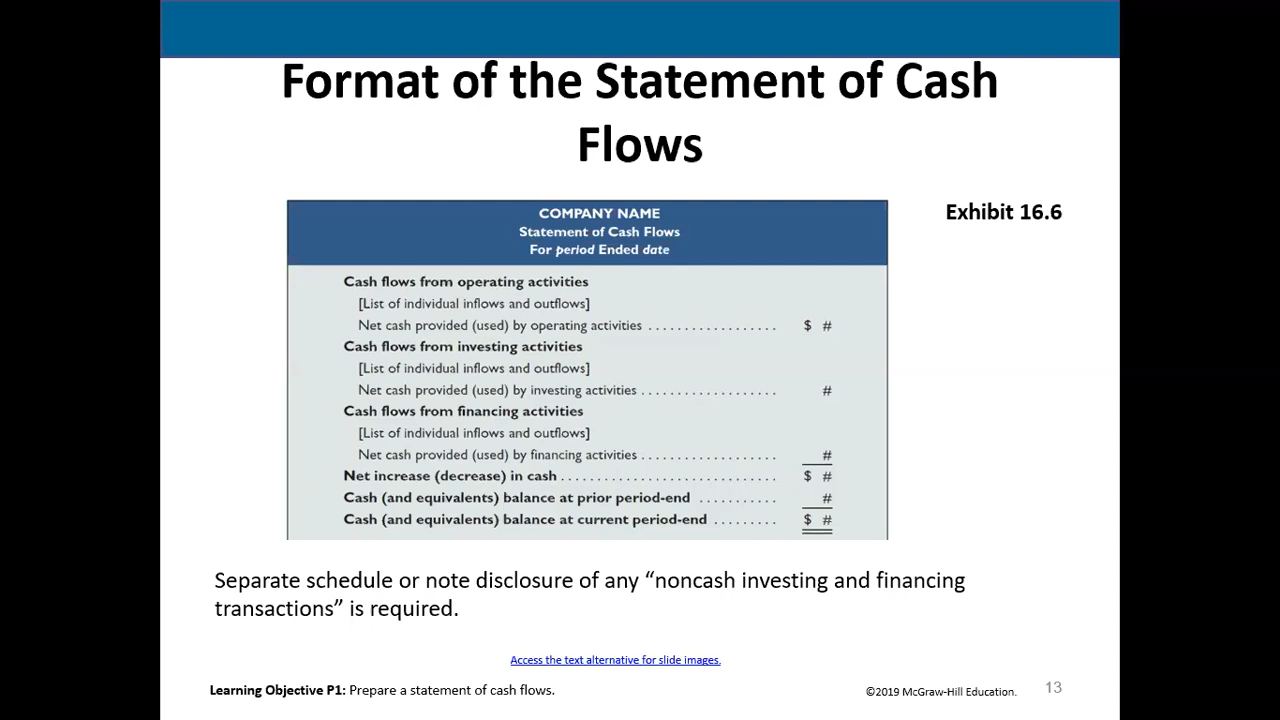 Format of the Statement of Cash
Flows
Exhibit 16.6
COMPANY NAME
Statement of Cash Flows
For period Ended date
Cash flows from operating activities
[List of individual inflows and outflows]
Net cash provided (used) by operating activities . . . . . . . . . . . . . . . . . . $ #
Cash flows from investing activities
[List of individual inflows and outflows]
Net cash provided (used) by investing activities . . . . . . . . . . . . . . . . . . . #
Cash flows from financing activities
[List of individual inflows and outflows]
Net cash provided (used) by financing activities . . . . . . . . . . . . . . . . . . . #
Net increase (decrease) in cash . . . . . . . . . . . . . . . . . . . . . . . . . . . . . $ #
Cash (and equivalents) balance at prior period-end . . . . . . . . . . . #
Cash (and equivalents) balance at current period-end . . . . . . . . . $ #
Separate schedule or note disclosure of any “noncash investing and financing
transactions” is required.
Access the text alternative for slide images.
Learning Objective P1: Prepare a statement of cash flows.
©2019 McGraw-Hill Education. 13